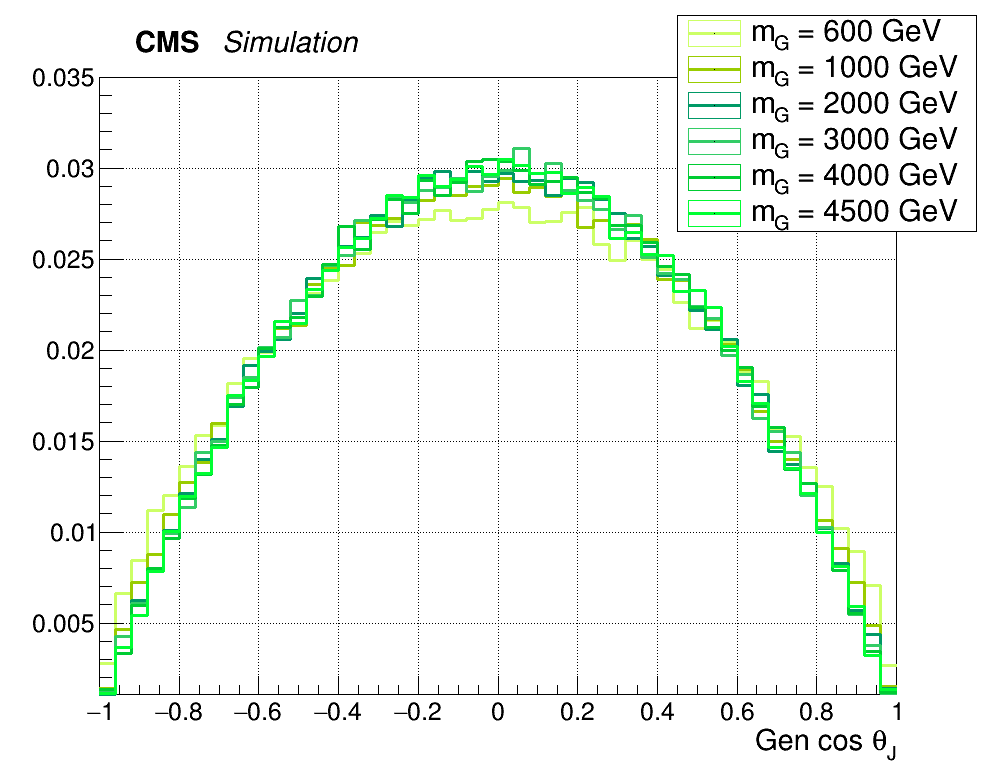 CMS Simulation
m_G = 600 GeV
m_G = 1000 GeV
m_G = 2000 GeV
m_G = 3000 GeV
m_G = 4000 GeV
m_G = 4500 GeV
0.035
0.03
0.025
0.02
0.015
0.01
0.005
−1 −0.8 −0.6 −0.4 −0.2 0 0.2 0.4 0.6 0.8 1
Gen cos θ_J